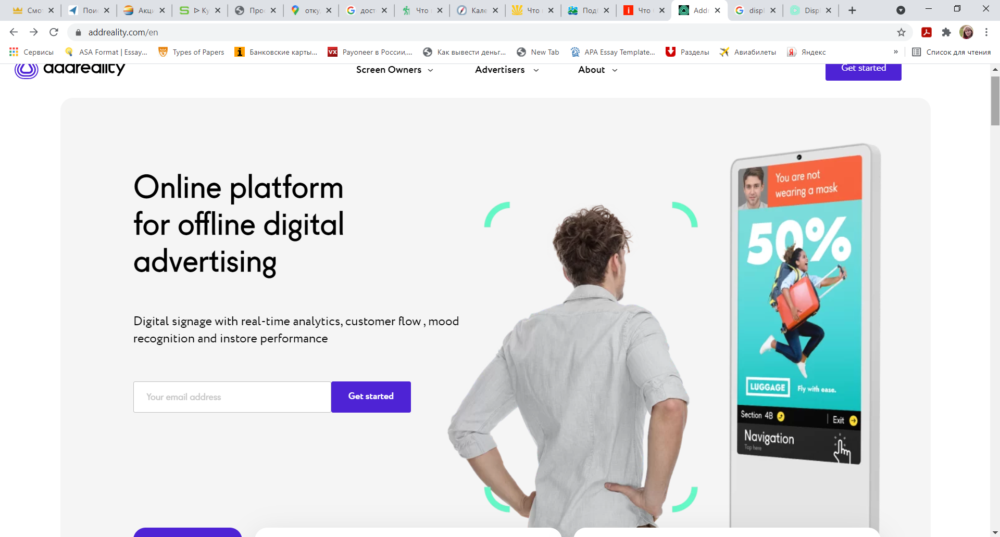 Смо
Пои
Акци
ᐅ Ку
Про
отку
дост
Что
Кале
Что
Подб
Что
Addr
displ
Displ
addreality.com/en
Сервисы
ASA Format | Essay...
Types of Papers
Банковские карты...
Payoneer в России,...
Как вывести деньг...
New Tab
APA Essay Template...
Разделы
Авиабилеты
Яндекс
»
Список для чтения
addreality
Screen Owners
Advertisers
About
Get started
Online platform
for offline digital
advertising
Digital signage with real-time analytics, customer flow , mood
recognition and instore performance
Your email address
Get started
You are not
wearing a mask
50%
LUGGAGE
Fly with ease.
Section 4B
Exit
Navigation
Tap here